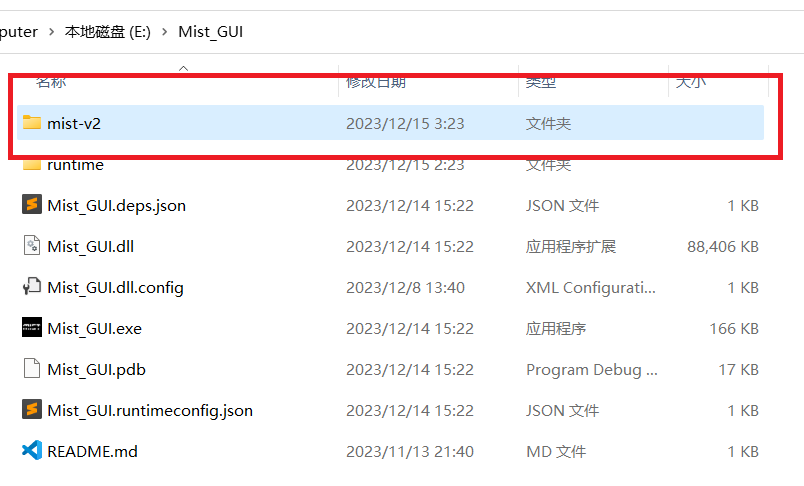 puter > 本地磁盘 (E:) > Mist_GUI
名称 修改日期 类型 大小
mist-v2 2023/12/15 3:23 文件夹
runtime 2023/12/15 2:23 文件夹
Mist_GUI.deps.json 2023/12/14 15:22 JSON 文件 1 KB
Mist_GUI.dll 2023/12/14 15:22 应用程序扩展 88,406 KB
Mist_GUI.dll.config 2023/12/8 13:40 XML Configurati... 1 KB
Mist_GUI.exe 2023/12/14 15:22 应用程序 166 KB
Mist_GUI.pdb 2023/12/14 15:22 Program Debug ... 17 KB
Mist_GUI.runtimeconfig.json 2023/12/14 15:22 JSON 文件 1 KB
README.md 2023/11/13 21:40 MD 文件 1 KB